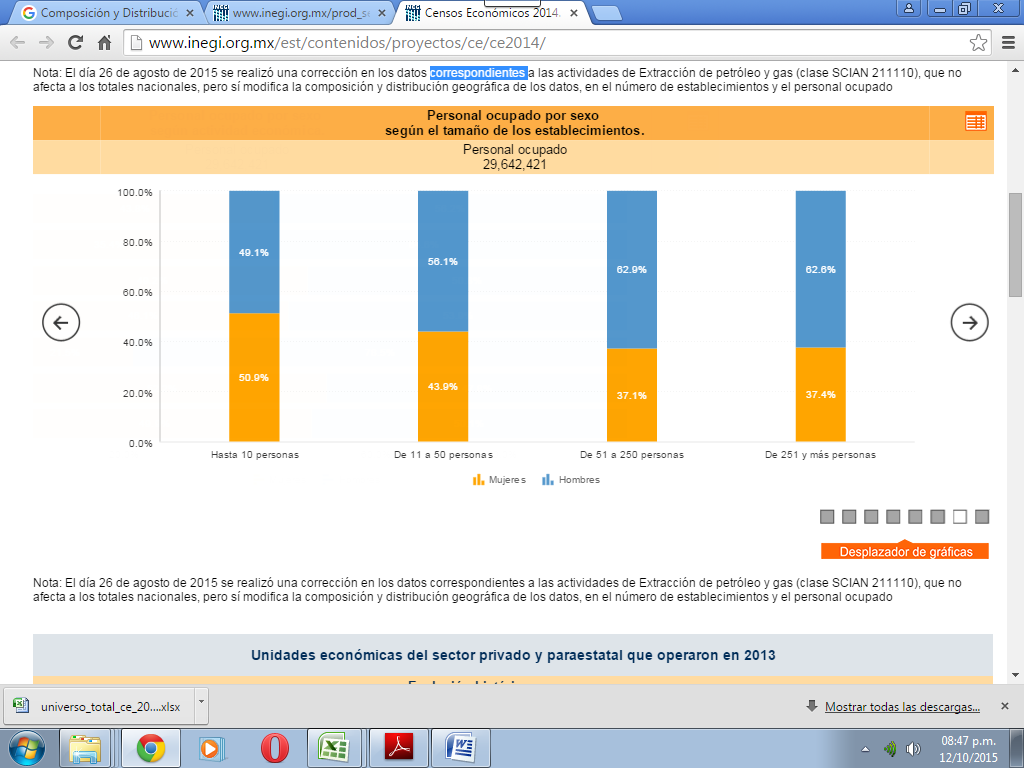 Composición y Distribució
www.inegi.org.mx/prod_se
Censos Económicos 2014.
www.inegi.org.mx/est/contenidos/proyectos/ce/ce2014/
Nota: El día 26 de agosto de 2015 se realizó una corrección en los datos correspondientes a las actividades de Extracción de petróleo y gas (clase SCIAN 211110), que no
afecta a los totales nacionales, pero sí modifica la composición y distribución geográfica de los datos, en el número de establecimientos y el personal ocupado
Personal ocupado por sexo
según el tamaño de los establecimientos.
Personal ocupado
29,642,421
100.0%
80.0%
60.0%
40.0%
20.0%
0.0%
49.1%
56.1%
62.9%
62.6%
50.9%
43.9%
37.1%
37.4%
Hasta 10 personas
De 11 a 50 personas
De 51 a 250 personas
De 251 y más personas
Mujeres
Hombres
Desplazador de gráficas
Nota: El día 26 de agosto de 2015 se realizó una corrección en los datos correspondientes a las actividades de Extracción de petróleo y gas (clase SCIAN 211110), que no
afecta a los totales nacionales, pero sí modifica la composición y distribución geográfica de los datos, en el número de establecimientos y el personal ocupado
Unidades económicas del sector privado y paraestatal que operaron en 2013
universo_total_ce_20....xlsx
Mostrar todas las descargas...
08:47 p.m.
12/10/2015